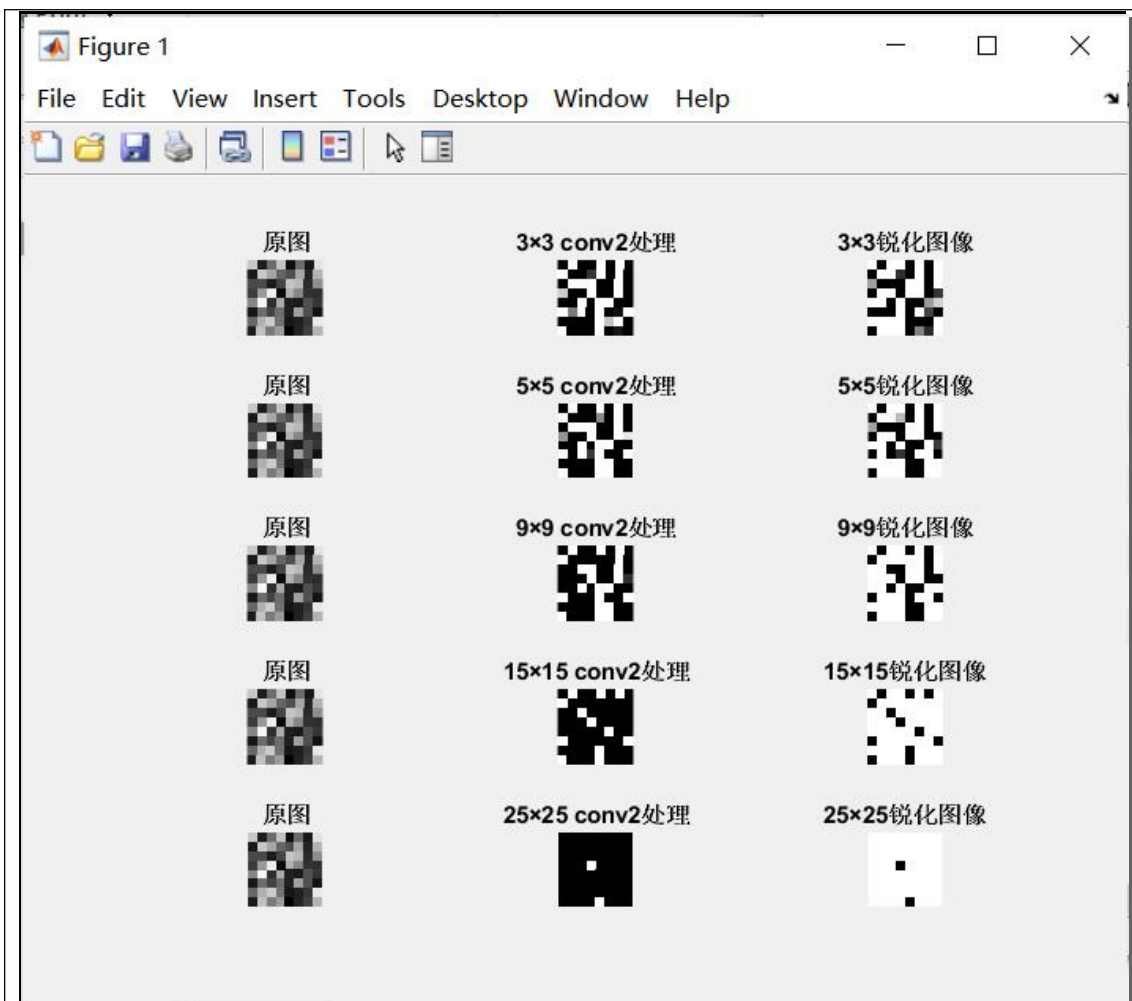 Figure 1
File Edit View Insert Tools Desktop Window Help
原图 3×3 conv2处理 3×3锐化图像
原图 5×5 conv2处理 5×5锐化图像
原图 9×9 conv2处理 9×9锐化图像
原图 15×15 conv2处理 15×15锐化图像
原图 25×25 conv2处理 25×25锐化图像